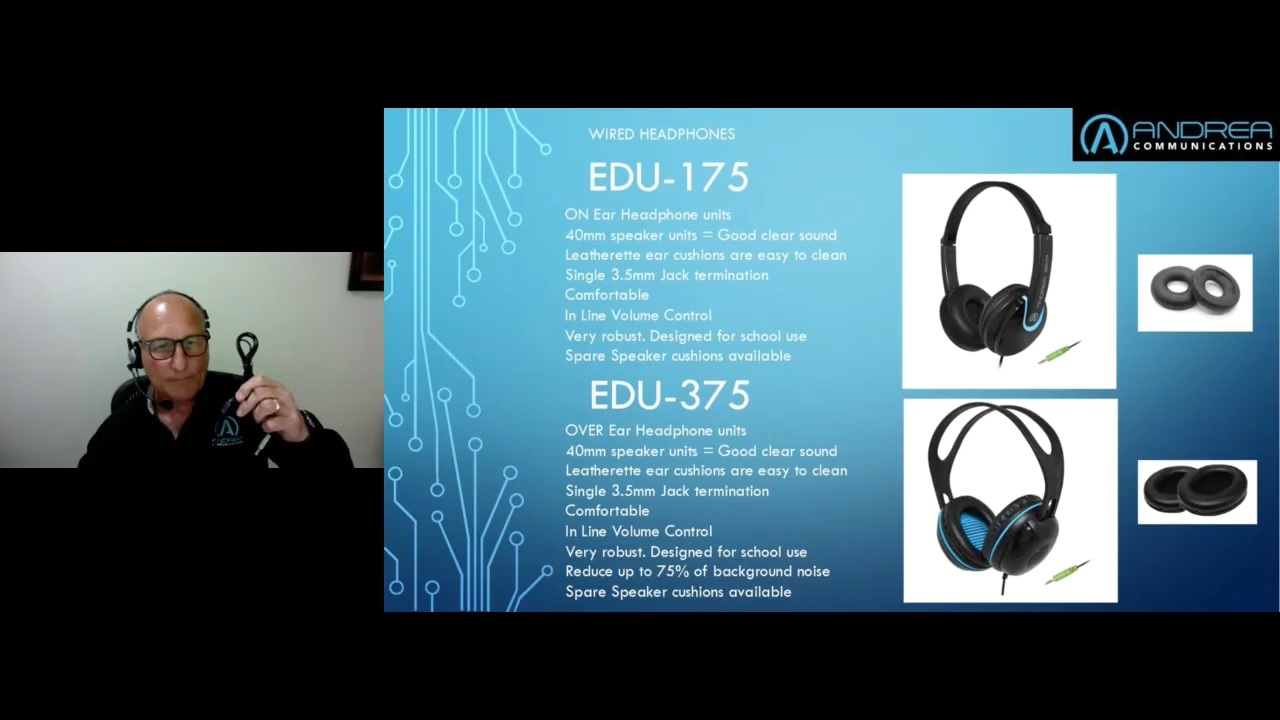 ANDREA
COMMUNICATIONS
WIRED HEADPHONES
EDU-175
ON Ear Headphone units
40mm speaker units = Good clear sound
Leatherette ear cushions are easy to clean
Single 3.5mm Jack termination
Comfortable
In Line Volume Control
Very robust. Designed for school use
Spare Speaker cushions available
EDU-375
OVER Ear Headphone units
40mm speaker units = Good clear sound
Leatherette ear cushions are easy to clean
Single 3.5mm Jack termination
Comfortable
In Line Volume Control
Very robust. Designed for school use
Reduce up to 75% of background noise
Spare Speaker cushions available
ANDREA